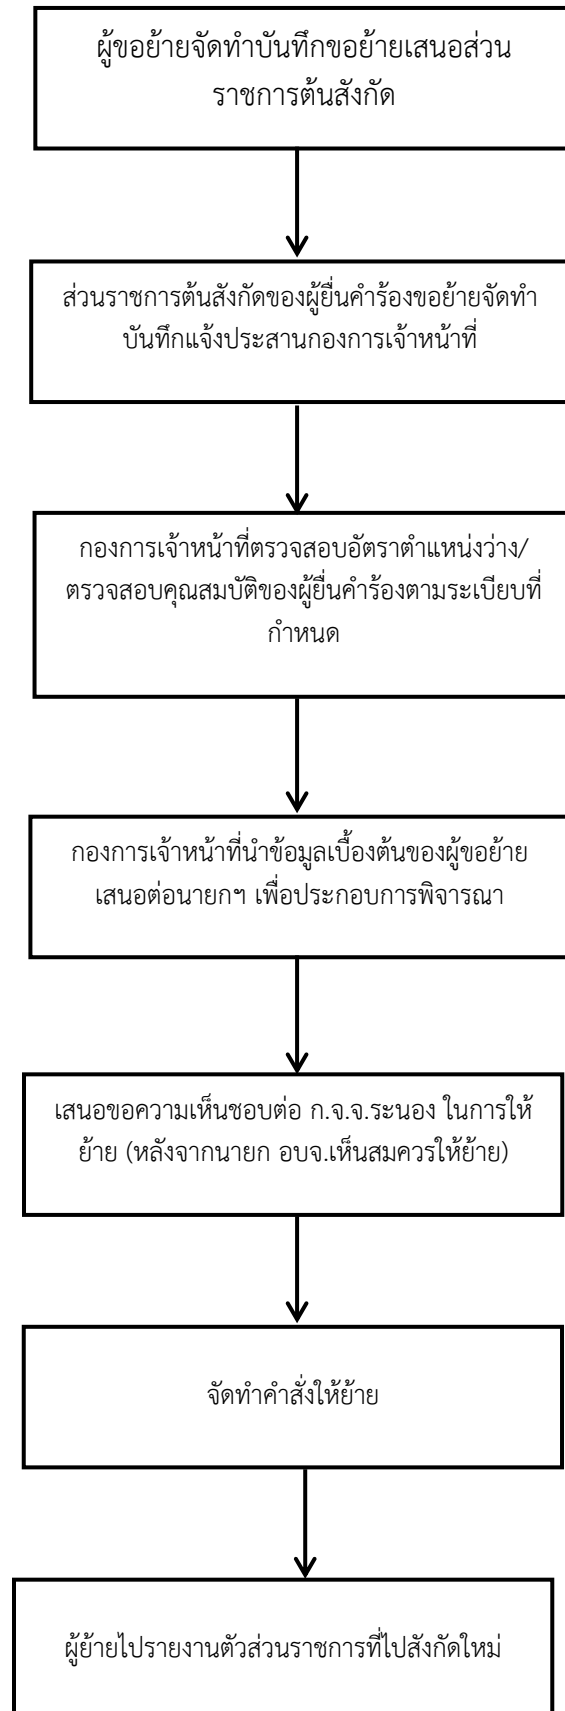 ผู้ขอย้ายจัดทำบันทึกขอย้ายเสนอส่วน
ราชการต้นสังกัด
ส่วนราชการต้นสังกัดของผู้ยื่นคำร้องขอย้ายจัดทำ
บันทึกแจ้งประสานกองการเจ้าหน้าที่
กองการเจ้าหน้าที่ตรวจสอบอัตราตำแหน่งว่าง/
ตรวจสอบคุณสมบัติของผู้ยื่นคำร้องตามระเบียบที่
กำหนด
กองการเจ้าหน้าที่นำข้อมูลเบื้องต้นของผู้ขอย้าย
เสนอต่อนายกฯ เพื่อประกอบการพิจารณา
เสนอขอความเห็นชอบต่อ ก.จ.จ.ระนอง ในการให้
ย้าย (หลังจากนายก อบจ.เห็นสมควรให้ย้าย)
จัดทำคำสั่งให้ย้าย
ผู้ย้ายไปรายงานตัวส่วนราชการที่ไปสังกัดใหม่